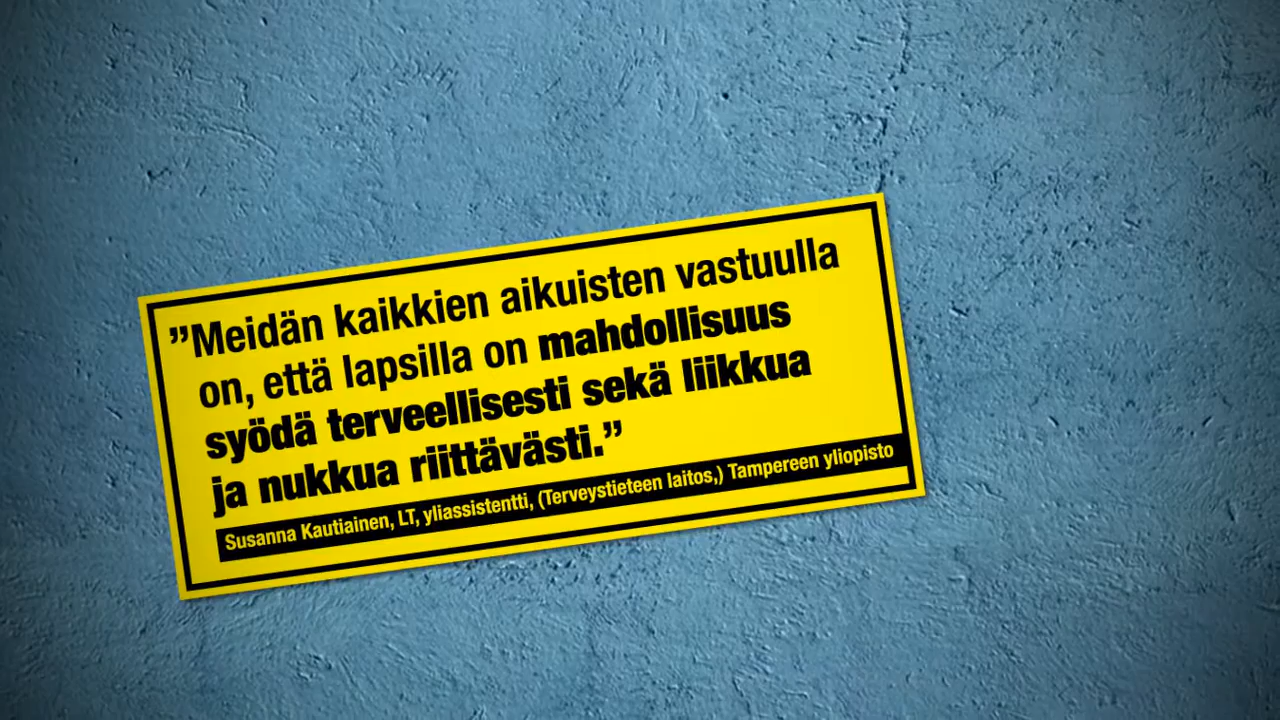 ”Meidän kaikkien aikuisten vastuulla
on, että lapsilla on mahdollisuus
syödä terveellisesti sekä liikkua
ja nukkua riittävästi.”
Susanna Kautiainen, LT, yliassistentti, (Terveystieteen laitos,) Tampereen yliopisto